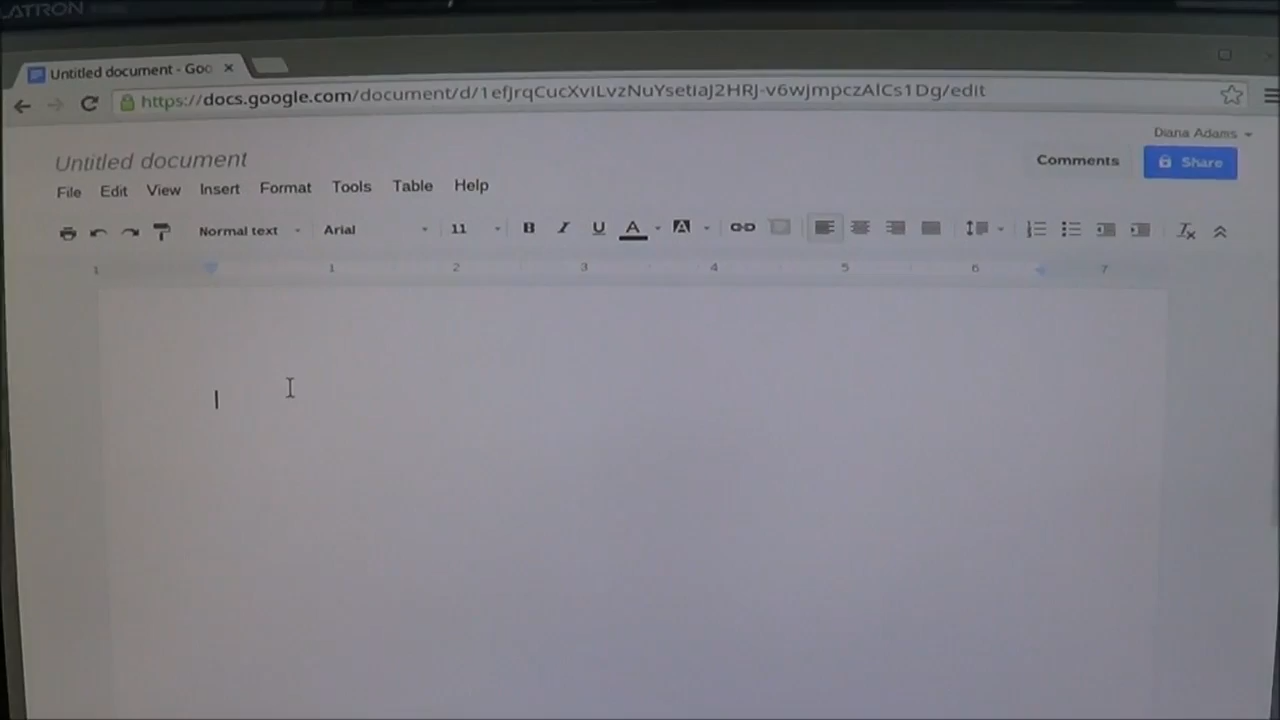 LATRON
Untitled document - Goo
https://docs.google.com/document/d/1efJrqCucXvILvzNuYsetIaJ2HRJ-v6wJmpczAlCs1Dg/edit
Diana Adams
Untitled document
Comments
Share
File Edit View Insert Format Tools Table Help
Normal text Arial 11 B I U A A
1 1 2 3 4 5 6 7